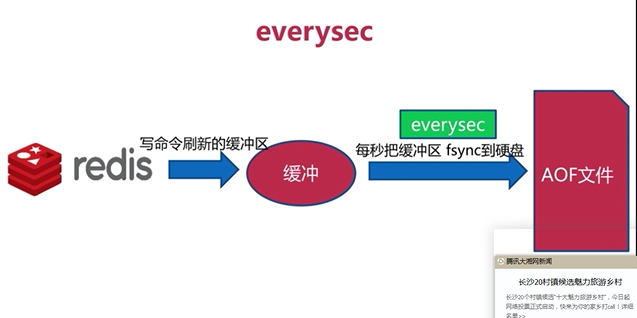 everysec
redis
写命令刷新的缓冲区
缓冲
everysec
每秒把缓冲区 fsync到硬盘
AOF文件
腾讯大湘网新闻
长沙20村镇候选魅力旅游乡村
长沙20个村镇候选“十大魅力旅游乡村”，今日起
网络投票正式启动，快来为你的家乡打call！详细
名单>>